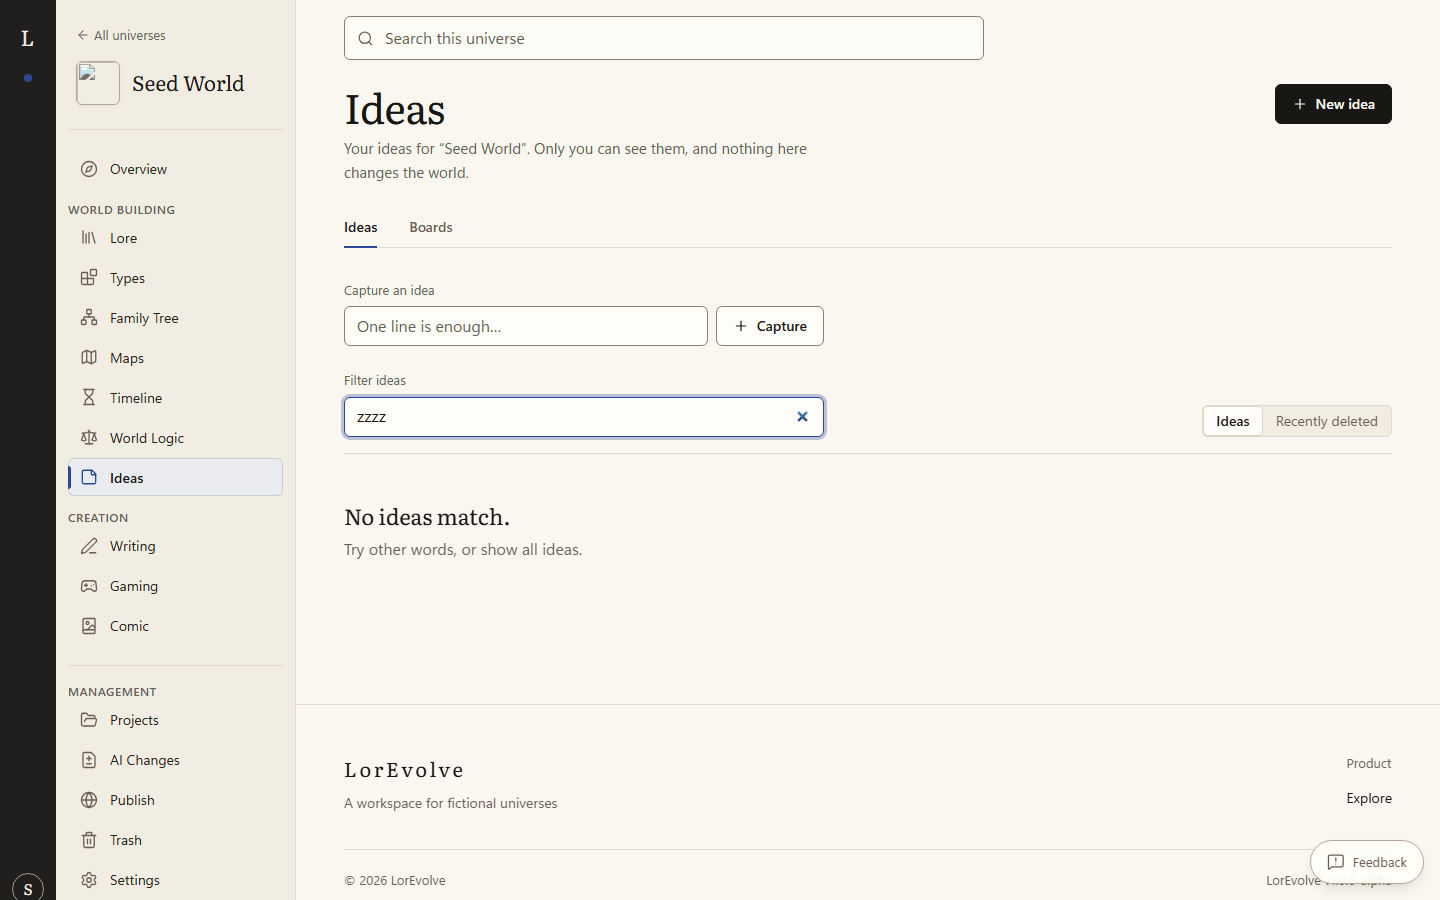 L
← All universes
Seed World
Overview
WORLD BUILDING
Lore
Types
Family Tree
Maps
Timeline
World Logic
Ideas
CREATION
Writing
Gaming
Comic
MANAGEMENT
Projects
AI Changes
Publish
Trash
Settings
S
Search this universe
Ideas
+ New idea
Your ideas for “Seed World”. Only you can see them, and nothing here
changes the world.
Ideas Boards
Capture an idea
One line is enough...
+ Capture
Filter ideas
zzzz
Ideas Recently deleted
No ideas match.
Try other words, or show all ideas.
LorEvolve
A workspace for fictional universes
Product
Explore
Feedback
© 2026 LorEvolve
LorEvolve